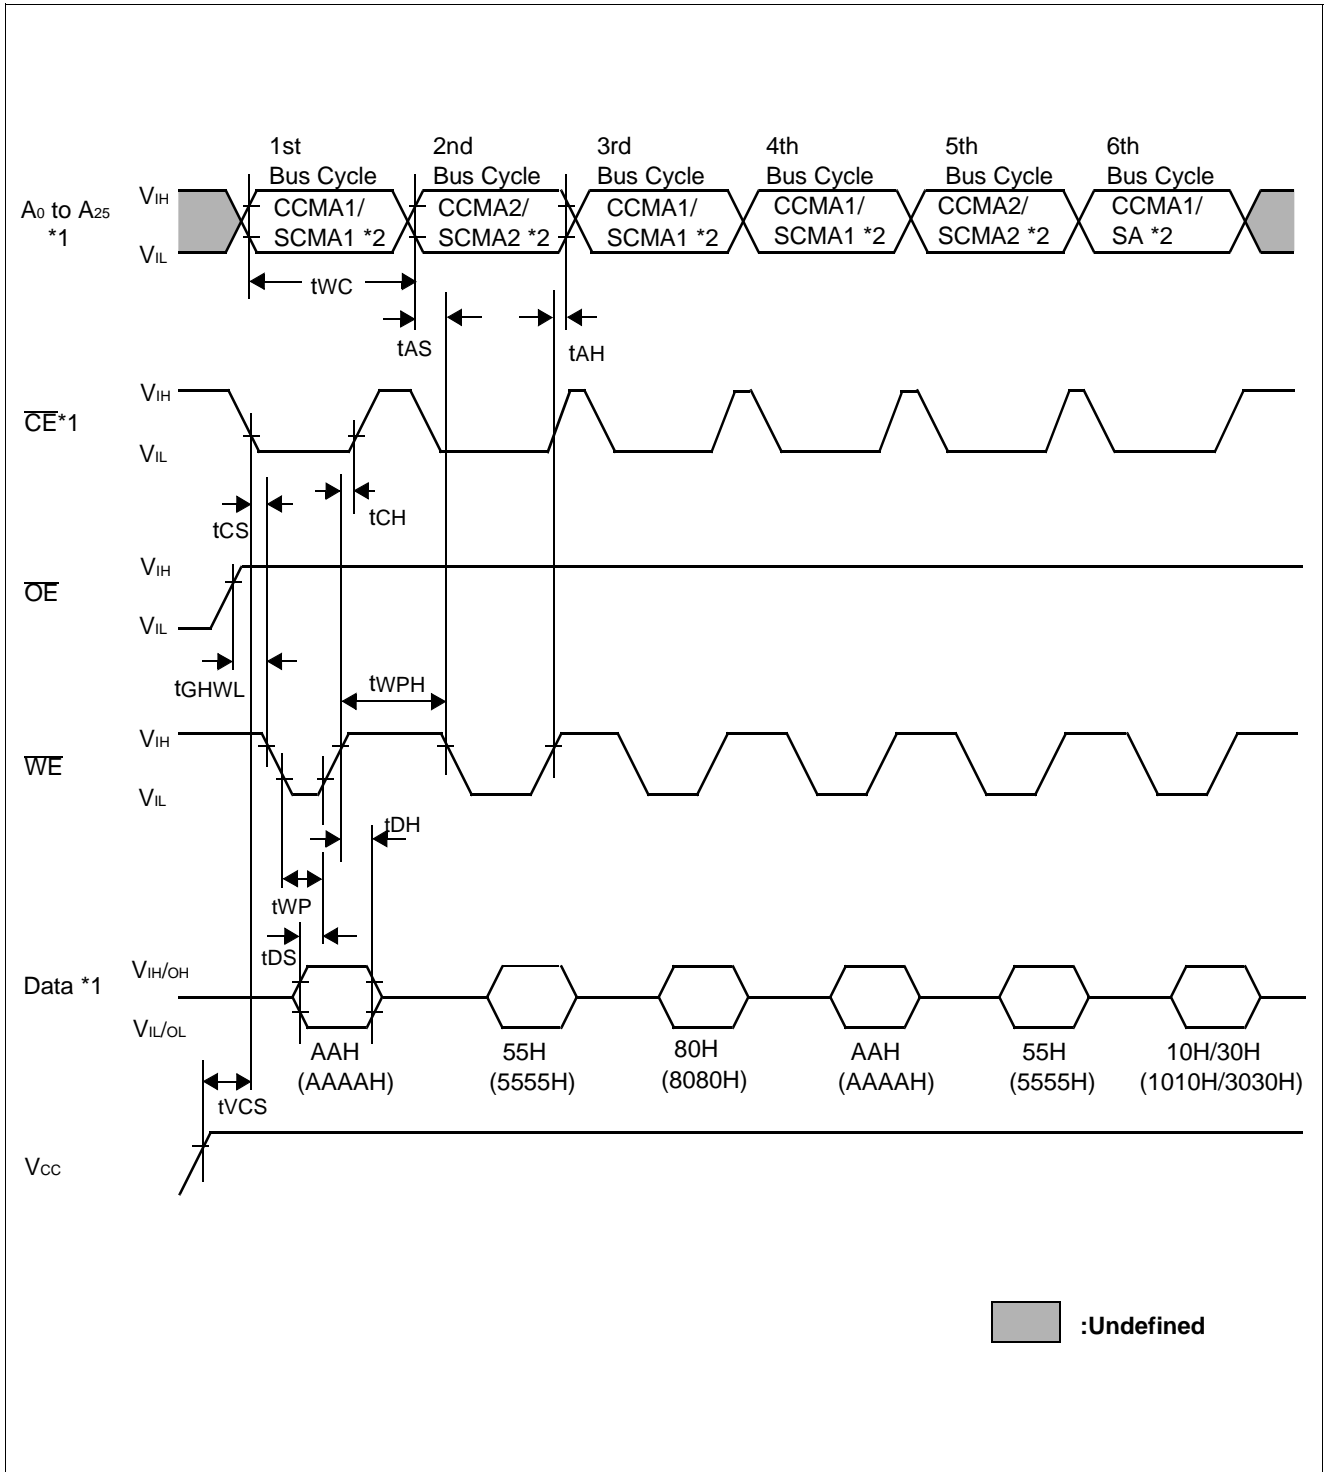 1st
Bus Cycle
2nd
Bus Cycle
3rd
Bus Cycle
4th
Bus Cycle
5th
Bus Cycle
6th
Bus Cycle
A0 to A25
*1
VIH
VIL
CCMA1/
SCMA1 *2
CCMA2/
SCMA2 *2
CCMA1/
SCMA1 *2
CCMA1/
SCMA1 *2
CCMA2/
SCMA2 *2
CCMA1/
SA *2
tWC
tAS
tAH
CE*1
VIH
VIL
tCS
tCH
OE
VIH
VIL
tGHWL
tWPH
WE
VIH
VIL
tDH
tWP
tDS
Data *1
VIH/OH
VIL/OL
AAH
(AAAAH)
55H
(5555H)
80H
(8080H)
AAH
(AAAAH)
55H
(5555H)
10H/30H
(1010H/3030H)
tVCS
VCC
:Undefined